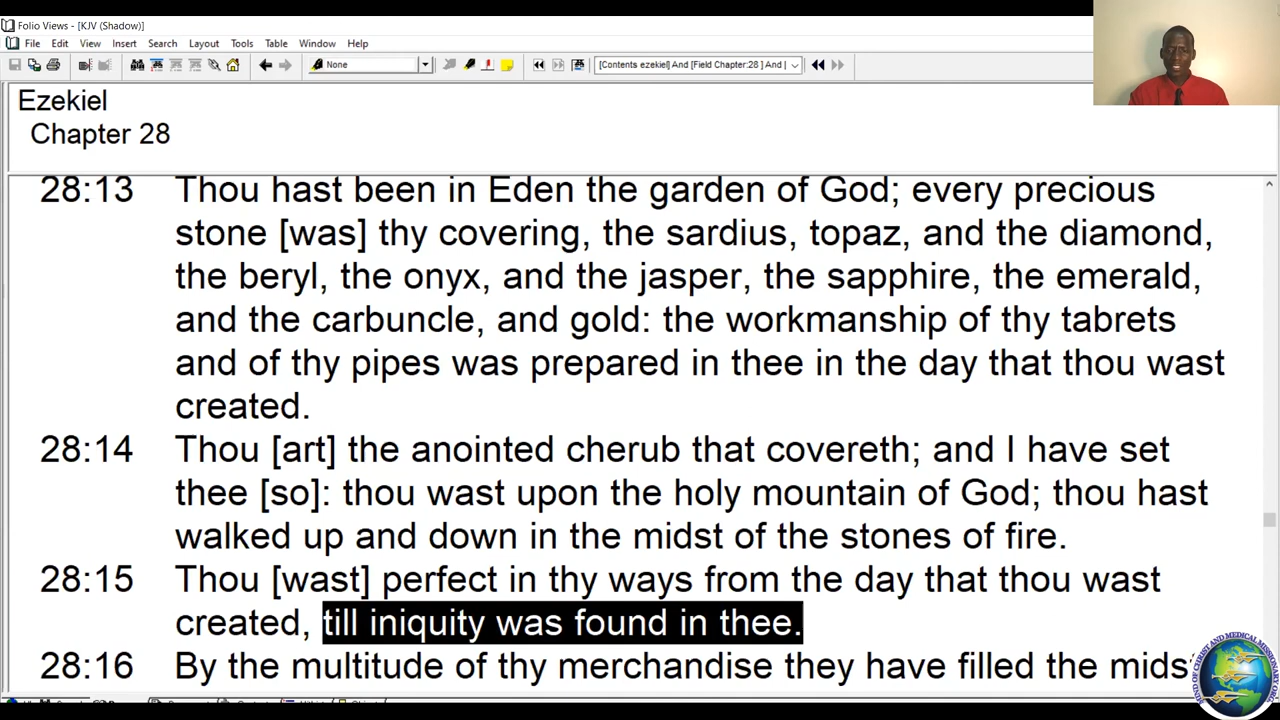 Folio Views - [KJV (Shadow)]
File Edit View Insert Search Layout Tools Table Window Help
None [Contents ezekiel] And [Field Chapter:28 ] And [
Ezekiel
Chapter 28
28:13 Thou hast been in Eden the garden of God; every precious
stone [was] thy covering, the sardius, topaz, and the diamond,
the beryl, the onyx, and the jasper, the sapphire, the emerald,
and the carbuncle, and gold: the workmanship of thy tabrets
and of thy pipes was prepared in thee in the day that thou wast
created.
28:14 Thou [art] the anointed cherub that covereth; and I have set
thee [so]: thou wast upon the holy mountain of God; thou hast
walked up and down in the midst of the stones of fire.
28:15 Thou [wast] perfect in thy ways from the day that thou wast
created, till iniquity was found in thee.
28:16 By the multitude of thy merchandise they have filled the mids
MIND OF CHRIST AND MEDICAL MISSIONARY ORG.